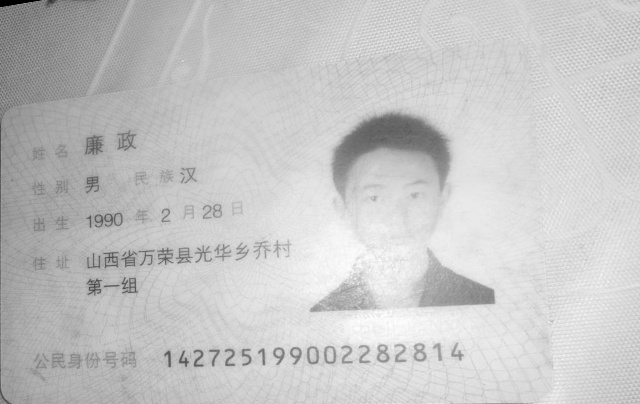 姓名 廉政
性别 男 民族 汉
出生 1990 年 2 月 28 日
住址 山西省万荣县光华乡乔村
第一组
公民身份号码 142725199002282814